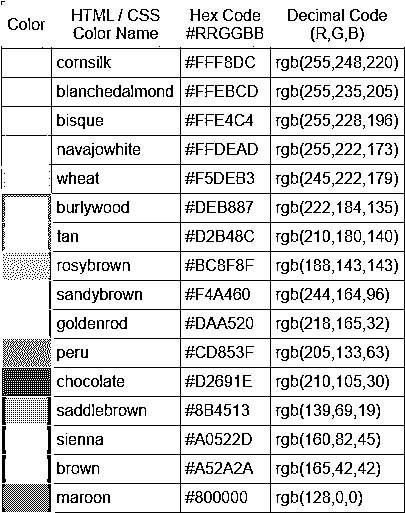 Color HTML / CSS Color Name Hex Code #RRGGBB Decimal Code (R,G,B)
cornsilk #FFF8DC rgb(255,248,220)
blanchedalmond #FFEBCD rgb(255,235,205)
bisque #FFE4C4 rgb(255,228,196)
navajowhite #FFDEAD rgb(255,222,173)
wheat #F5DEB3 rgb(245,222,179)
burlywood #DEB887 rgb(222,184,135)
tan #D2B48C rgb(210,180,140)
rosybrown #BC8F8F rgb(188,143,143)
sandybrown #F4A460 rgb(244,164,96)
goldenrod #DAA520 rgb(218,165,32)
peru #CD853F rgb(205,133,63)
chocolate #D2691E rgb(210,105,30)
saddlebrown #8B4513 rgb(139,69,19)
sienna #A0522D rgb(160,82,45)
brown #A52A2A rgb(165,42,42)
maroon #800000 rgb(128,0,0)